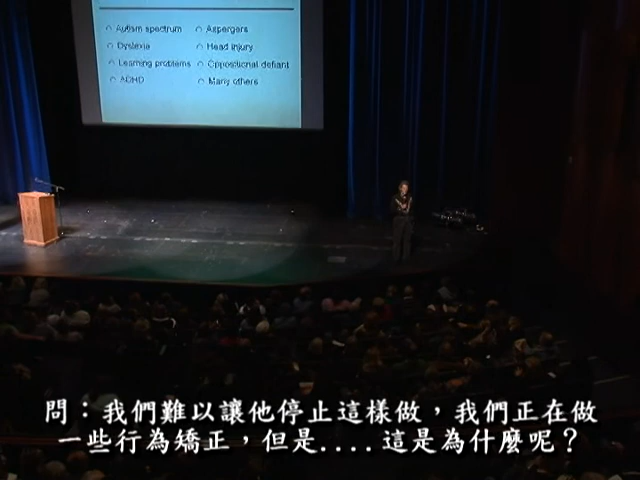 Autism spectrum
Aspergers
Dyslexia
Head injury
Learning problems
Oppositional defiant
ADHD
Many others
問：我們難以讓他停止這樣做，我們正在做
一些行為矯正，但是....這是為什麼呢？